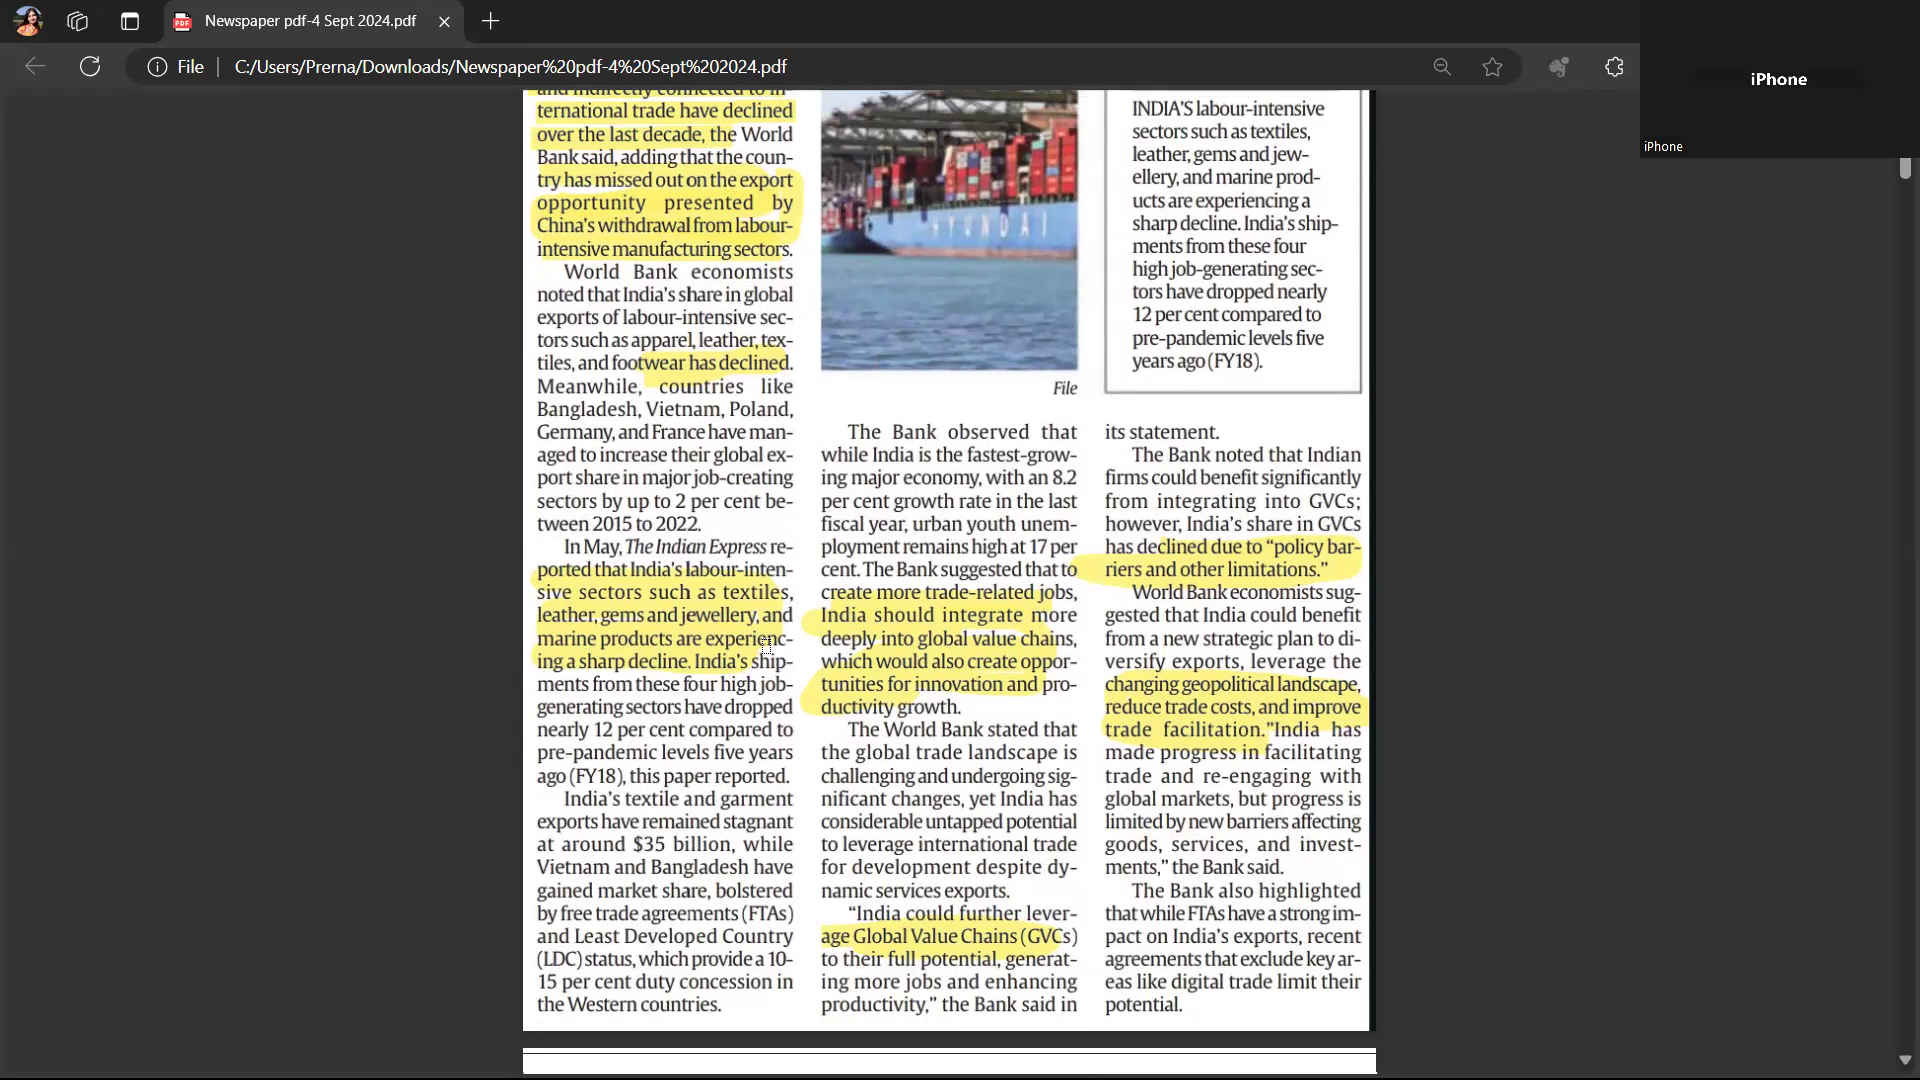 Newspaper pdf-4 Sept 2024.pdf
File
C:/Users/Prerna/Downloads/Newspaper%20pdf-4%20Sept%202024.pdf
iPhone
iPhone
and indirectly connected to in-
ternational trade have declined
over the last decade, the World
Bank said, adding that the coun-
try has missed out on the export
opportunity presented by
China's withdrawal from labour-
intensive manufacturing sectors.
World Bank economists
noted that India's share in global
exports of labour-intensive sec-
tors such as apparel, leather, tex-
tiles, and footwear has declined.
Meanwhile, countries like
Bangladesh, Vietnam, Poland,
Germany, and France have man-
aged to increase their global ex-
port share in major job-creating
sectors by up to 2 per cent be-
tween 2015 to 2022.
In May, The Indian Express re-
ported that India's labour-inten-
sive sectors such as textiles,
leather, gems and jewellery, and
marine products are experienc-
ing a sharp decline. India's ship-
ments from these four high job-
generating sectors have dropped
nearly 12 per cent compared to
pre-pandemic levels five years
ago (FY18), this paper reported.
India's textile and garment
exports have remained stagnant
at around $35 billion, while
Vietnam and Bangladesh have
gained market share, bolstered
by free trade agreements (FTAs)
and Least Developed Country
(LDC) status, which provide a 10-
15 per cent duty concession in
the Western countries.
HYUNDAI
File
The Bank observed that
while India is the fastest-grow-
ing major economy, with an 8.2
per cent growth rate in the last
fiscal year, urban youth unem-
ployment remains high at 17 per
cent. The Bank suggested that to
create more trade-related jobs,
India should integrate more
deeply into global value chains,
which would also create oppor-
tunities for innovation and pro-
ductivity growth.
The World Bank stated that
the global trade landscape is
challenging and undergoing sig-
nificant changes, yet India has
considerable untapped potential
to leverage international trade
for development despite dy-
namic services exports.
"India could further lever-
age Global Value Chains (GVCs)
to their full potential, generat-
ing more jobs and enhancing
productivity," the Bank said in
INDIA'S labour-intensive
sectors such as textiles,
leather, gems and jew-
ellery, and marine prod-
ucts are experiencing a
sharp decline. India's ship-
ments from these four
high job-generating sec-
tors have dropped nearly
12 per cent compared to
pre-pandemic levels five
years ago (FY18).
its statement.
The Bank noted that Indian
firms could benefit significantly
from integrating into GVCs;
however, India's share in GVCs
has declined due to "policy bar-
riers and other limitations."
World Bank economists sug-
gested that India could benefit
from a new strategic plan to di-
versify exports, leverage the
changing geopolitical landscape,
reduce trade costs, and improve
trade facilitation."India has
made progress in facilitating
trade and re-engaging with
global markets, but progress is
limited by new barriers affecting
goods, services, and invest-
ments," the Bank said.
The Bank also highlighted
that while FTAs have a strong im-
pact on India's exports, recent
agreements that exclude key ar-
eas like digital trade limit their
potential.